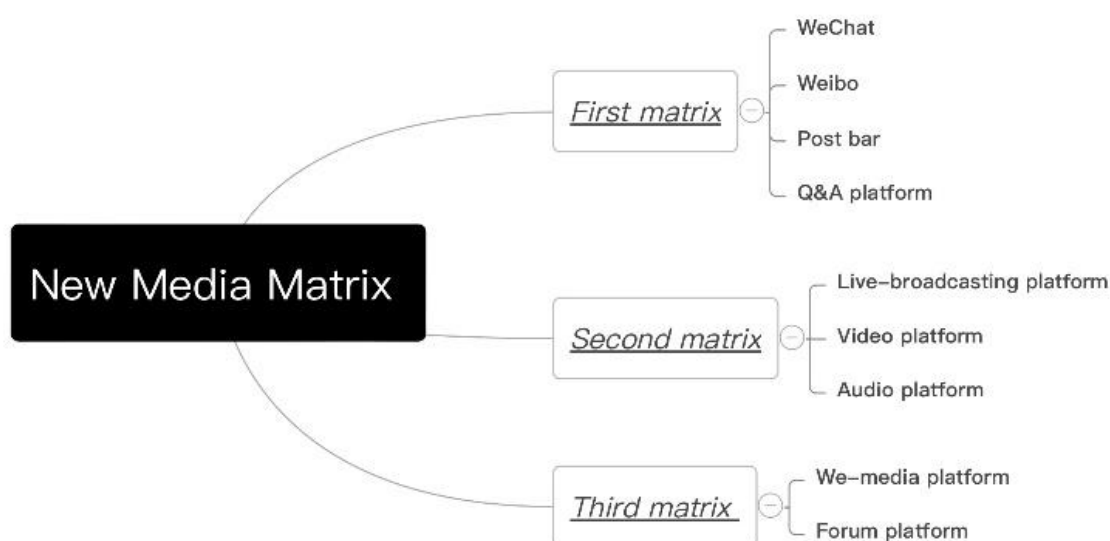 New Media Matrix
First matrix
WeChat
Weibo
Post bar
Q&A platform
Second matrix
Live-broadcasting platform
Video platform
Audio platform
Third matrix
We-media platform
Forum platform